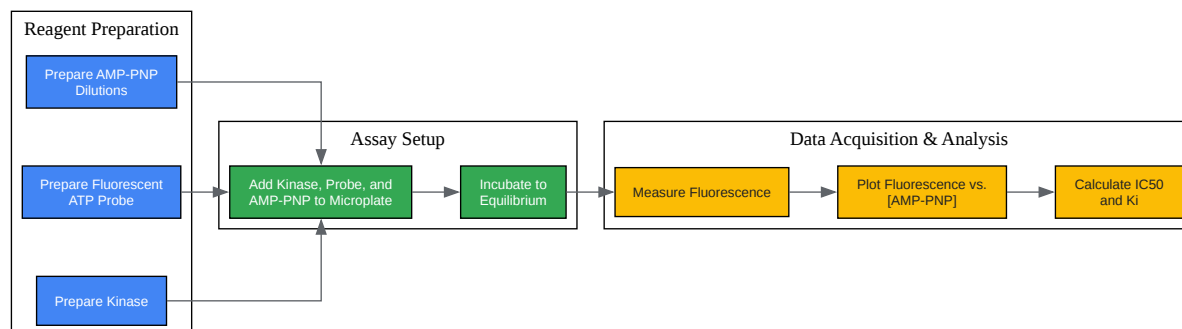 Reagent Preparation
Prepare AMP-PNP
Dilutions
Prepare Fluorescent
ATP Probe
Prepare Kinase
Assay Setup
Add Kinase, Probe, and
AMP-PNP to Microplate
Incubate to
Equilibrium
Data Acquisition & Analysis
Measure Fluorescence
Plot Fluorescence vs.
[AMP-PNP]
Calculate IC50
and Ki